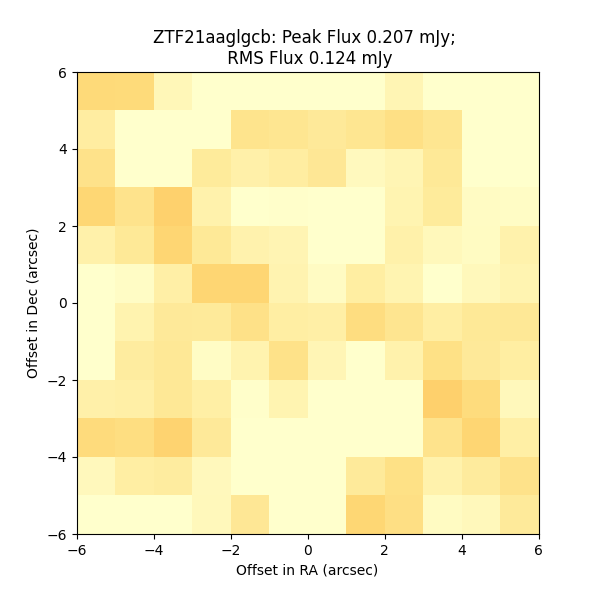 ZTF21aaglgcb: Peak Flux 0.207 mJy;
RMS Flux 0.124 mJy
6
4
2
0
−2
−4
−6
Offset in Dec (arcsec)
−6 −4 −2 0 2 4 6
Offset in RA (arcsec)